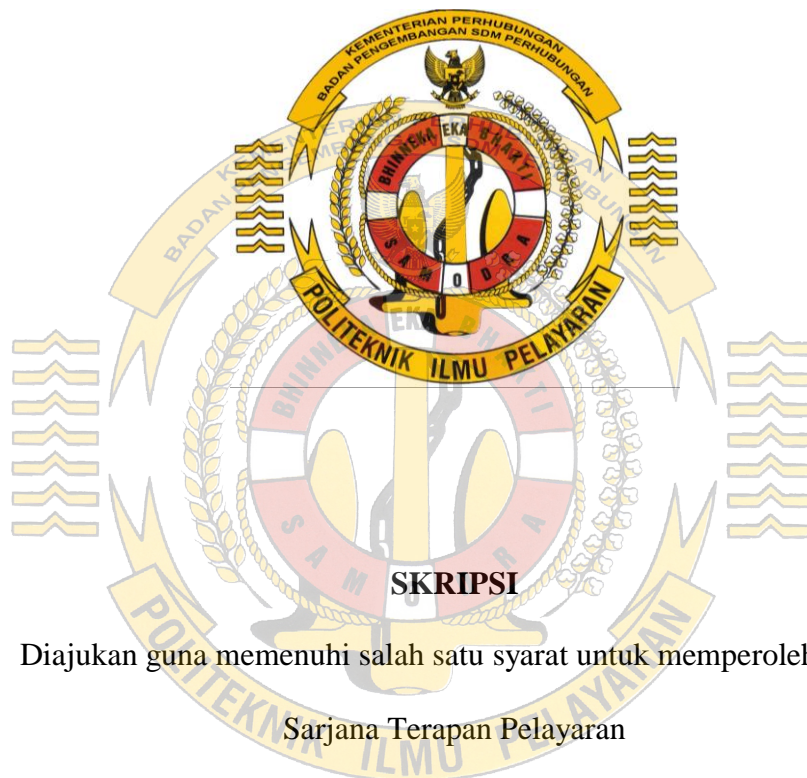 KEMENTERIAN PERHUBUNGAN
BADAN PENGEMBANGAN SDM PERHUBUNGAN
BHINNEKA EKA BHAKTI
SAMODRA
POLITEKNIK ILMU PELAYARAN
SKRIPSI
Diajukan guna memenuhi salah satu syarat untuk memperoleh
Sarjana Terapan Pelayaran